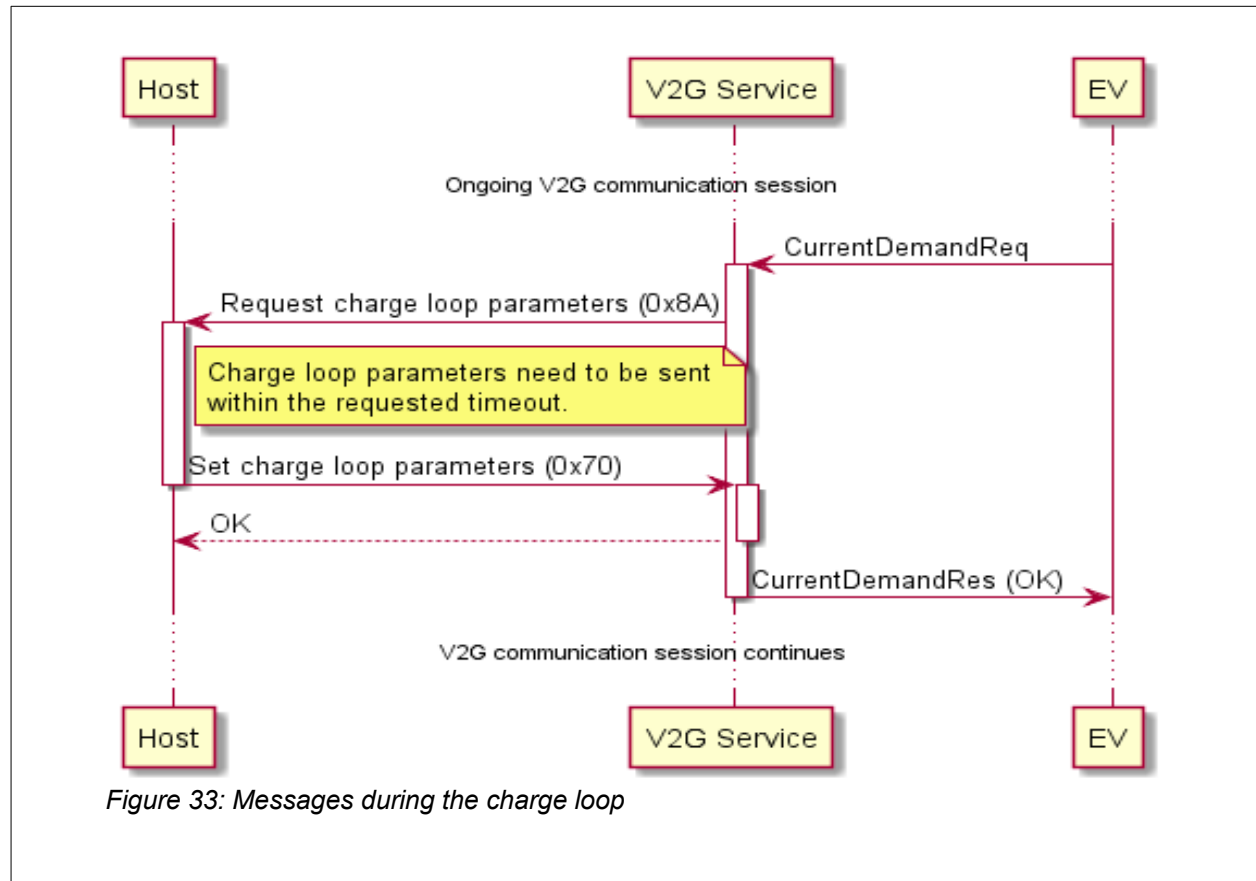 Host
V2G Service
EV
Ongoing V2G communication session
CurrentDemandReq
Request charge loop parameters (0x8A)
Charge loop parameters need to be sent
within the requested timeout.
Set charge loop parameters (0x70)
OK
CurrentDemandRes (OK)
V2G communication session continues
Host
V2G Service
EV
Figure 33: Messages during the charge loop